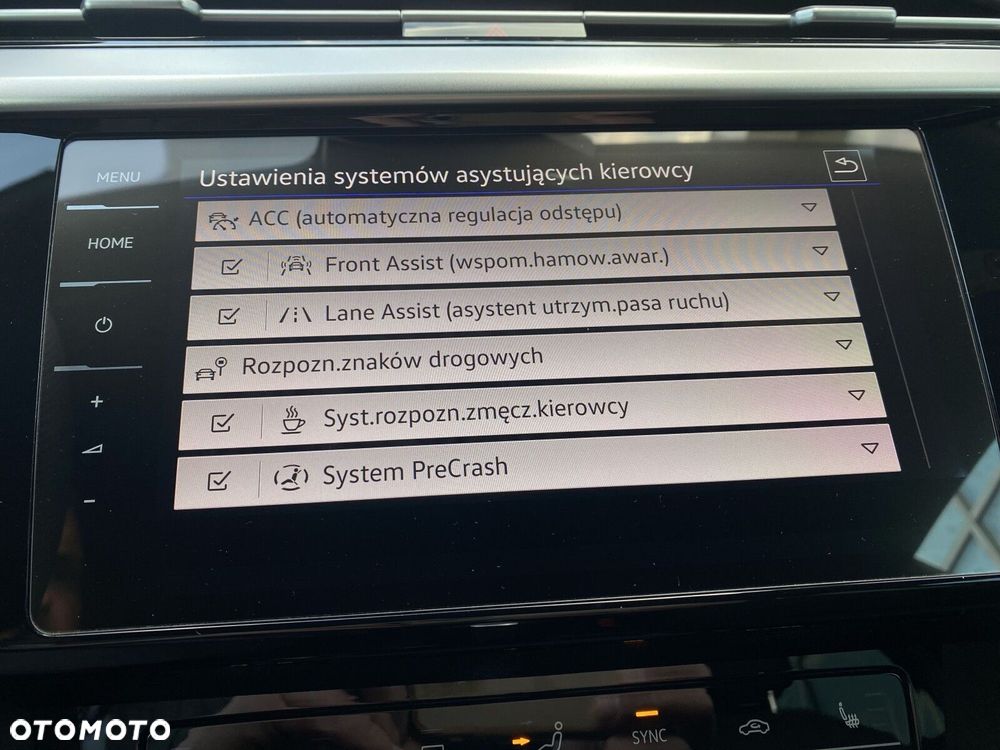 MENU
Ustawienia systemów asystujących kierowcy
ACC (automatyczna regulacja odstępu)
HOME
Front Assist (wspom.hamow.awar.)
Lane Assist (asystent utrzym.pasa ruchu)
Rozpozn.znaków drogowych
+
Syst.rozpozn.zmęcz.kierowcy
System PreCrash
-
OTOMOTO
SYNC